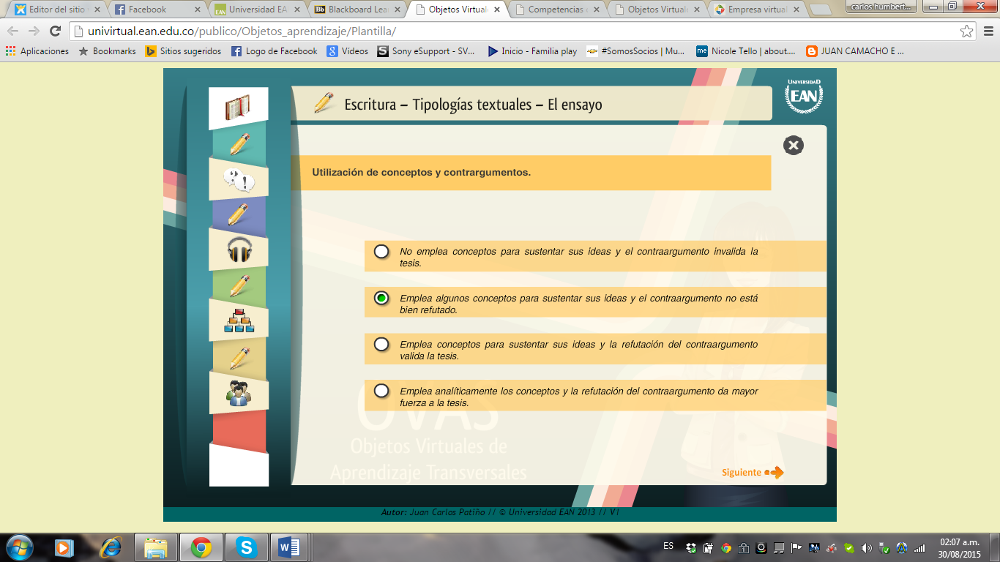 Editor del sitio
Facebook
Universidad EA
Blackboard Lea
Objetos Virtual
Competencias
Objetos Virtual
Empresa virtual
carlos humbert...
univirtual.ean.edu.co/publico/Objetos_aprendizaje/Plantilla/
Aplicaciones
Bookmarks
Sitios sugeridos
Logo de Facebook
Vídeos
Sony eSupport - SV...
Inicio - Familia play
#SomosSocios | Mu...
Nicole Tello | about....
JUAN CAMACHO E ...
Escritura – Tipologías textuales – El ensayo
UNIVERSIDAD
EAN
Utilización de conceptos y contrargumentos.
No emplea conceptos para sustentar sus ideas y el contraargumento invalida la
tesis.
Emplea algunos conceptos para sustentar sus ideas y el contraargumento no está
bien refutado.
Emplea conceptos para sustentar sus ideas y la refutación del contraargumento
valida la tesis.
Emplea analíticamente los conceptos y la refutación del contraargumento da mayor
fuerza a la tesis.
OVAS
Objetos Virtuales de
Aprendizaje Transversales
Siguiente
Autor: Juan Carlos Patiño // © Universidad EAN 2013 // V1
ES
02:07 a.m.
30/08/2015